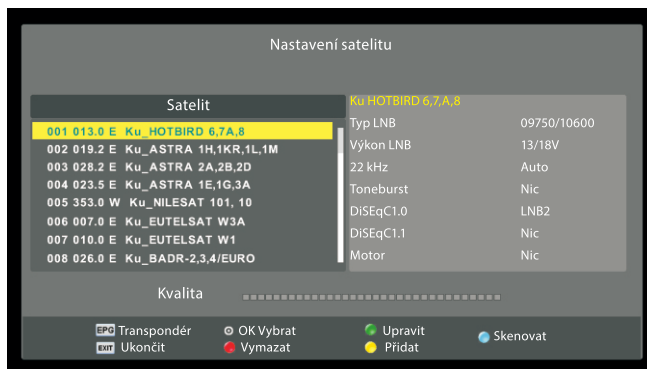 Nastavení satelitu
Satelit
001 013.0 E Ku_HOTBIRD 6,7A,8
002 019.2 E Ku_ASTRA 1H,1KR,1L,1M
003 028.2 E Ku_ASTRA 2A,2B,2D
004 023.5 E Ku_ASTRA 1E,1G,3A
005 353.0 W Ku_NILESAT 101, 10
006 007.0 E Ku_EUTELSAT W3A
007 010.0 E Ku_EUTELSAT W1
008 026.0 E Ku_BADR-2,3,4/EURO
Ku HOTBIRD 6,7,A,8
Typ LNB 09750/10600
Výkon LNB 13/18V
22 kHz Auto
Toneburst Nic
DiSEqC1.0 LNB2
DiSEqC1.1 Nic
Motor Nic
Kvalita
EPG Transpondér OK Vybrat Upravit Skenovat
EXIT Ukončit Vymazat Přidat